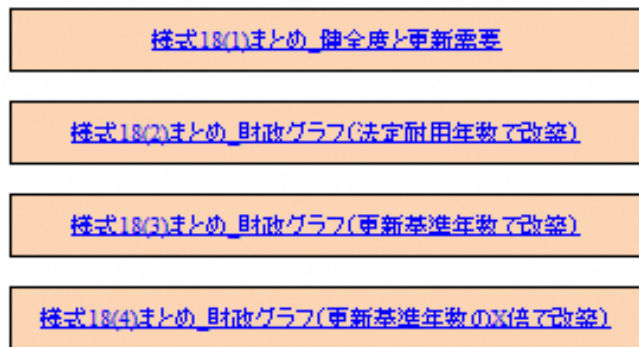 様式18(1)まとめ_健全度と更新需要
様式18(2)まとめ_財政グラフ(法定耐用年数で改築)
様式18(3)まとめ_財政グラフ(更新基準年数で改築)
様式18(4)まとめ_財政グラフ(更新基準年数のX倍で改築)